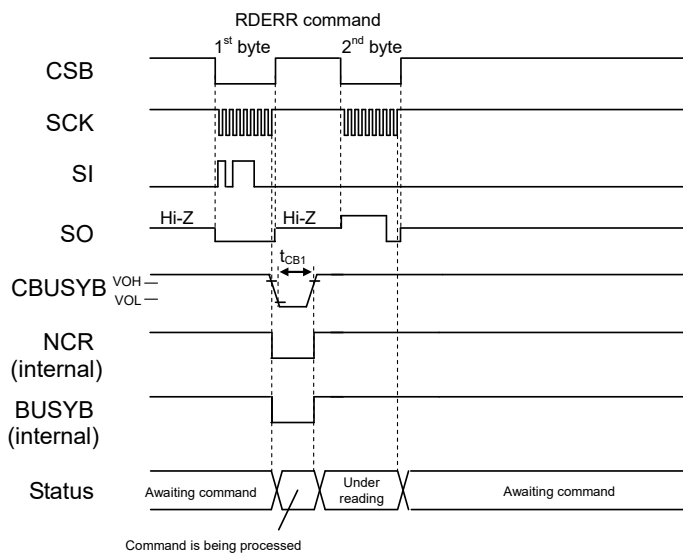 RDERR command
1st byte
2nd byte
CSB
SCK
SI
Hi-Z
Hi-Z
SO
tCB1
VOH
CBUSYB
VOL
NCR
(internal)
BUSYB
(internal)
Status
Awaiting command
Under
reading
Awaiting command
Command is being processed